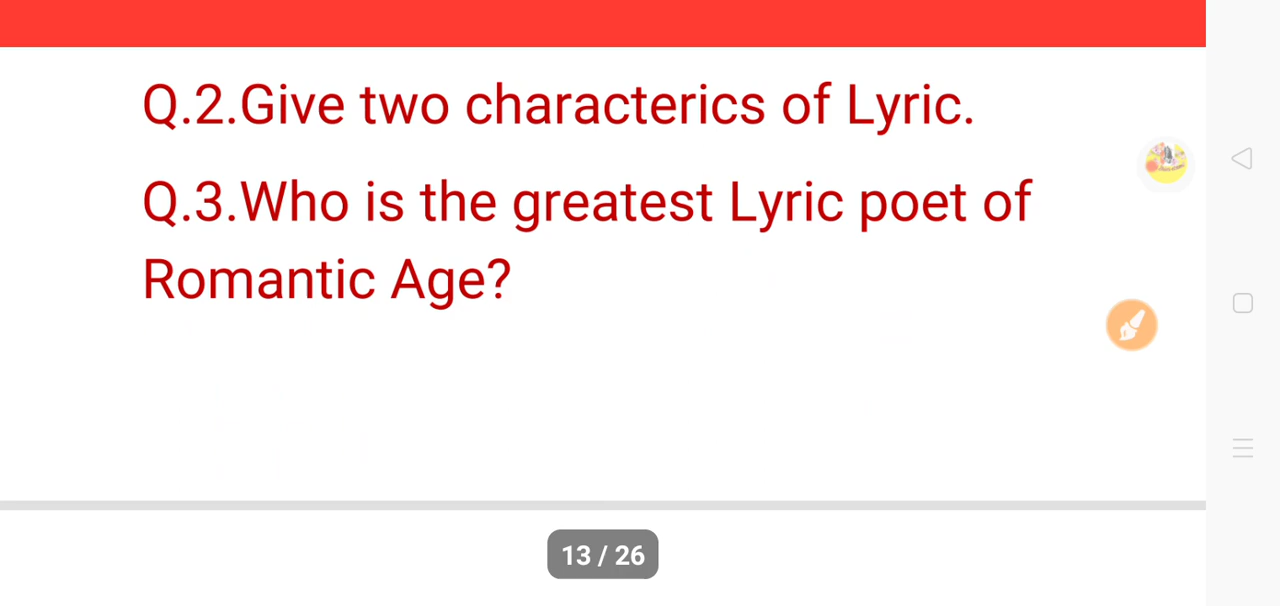 Q.2.Give two characterics of Lyric.
Q.3.Who is the greatest Lyric poet of
Romantic Age?
13 / 26